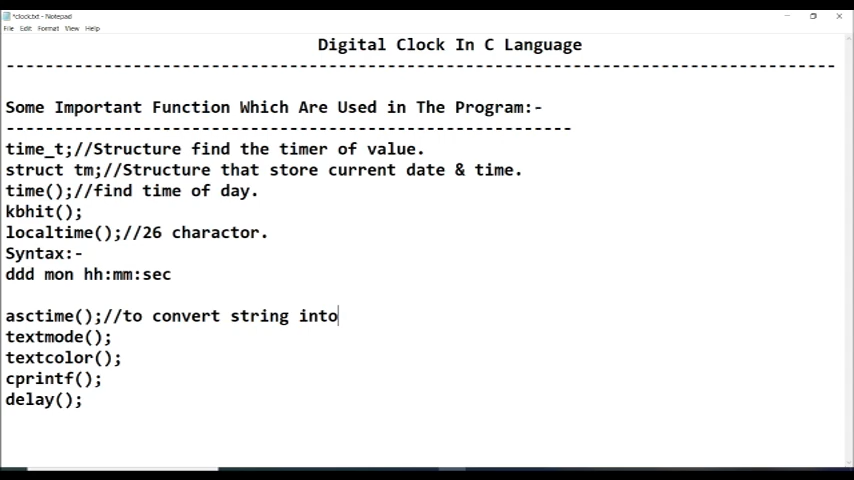 *clock.txt - Notepad
File Edit Format View Help
Digital Clock In C Language
-------------------------------------------------------------------------------------
Some Important Function Which Are Used in The Program:-
----------------------------------------------------------
time_t;//Structure find the timer of value.
struct tm;//Structure that store current date & time.
time();//find time of day.
kbhit();
localtime();//26 charactor.
Syntax:-
ddd mon hh:mm:sec
asctime();//to convert string into
textmode();
textcolor();
cprintf();
delay();